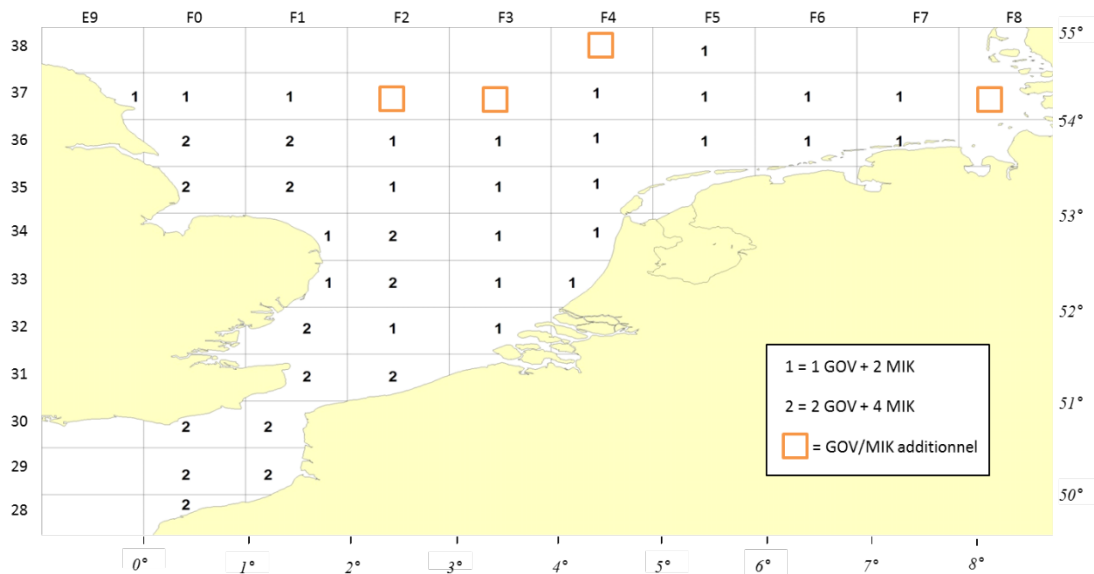 E9 F0 F1 F2 F3 F4 F5 F6 F7 F8
38 1 55°
37 1 1 1 1 1 1 1
54°
36 2 2 1 1 1 1 1 1
35 2 2 1 1 1
53°
34 1 2 1 1
33 1 2 1 1
52°
32 2 1 1
1 = 1 GOV + 2 MIK
31 2 2
51°
2 = 2 GOV + 4 MIK
30 2 2
= GOV/MIK additionnel
29 2 2
50°
28 2
0° 1° 2° 3° 4° 5° 6° 7° 8°